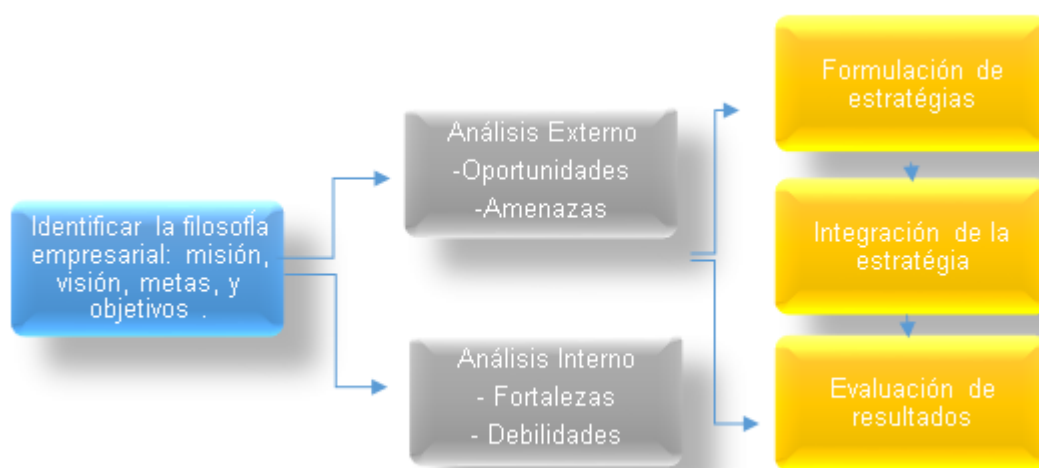 Identificar la filosofía
empresarial: misión,
visión, metas, y
objetivos .
Análisis Externo
-Oportunidades
-Amenazas
Análisis Interno
- Fortalezas
- Debilidades
Formulación de
estratégias
Integración de la
estratégia
Evaluación de
resultados